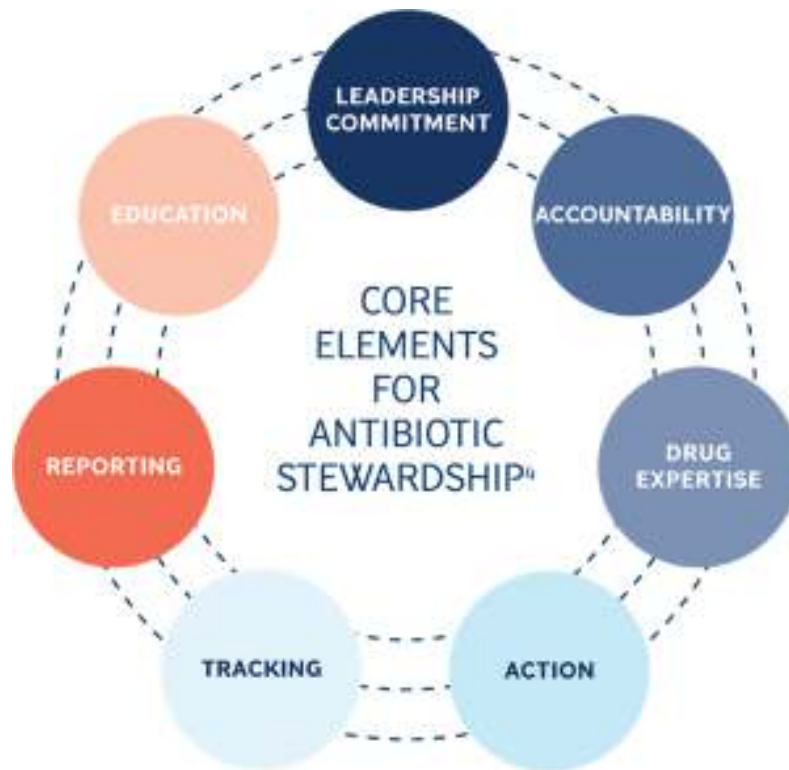 LEADERSHIP
COMMITMENT
ACCOUNTABILITY
DRUG
EXPERTISE
ACTION
TRACKING
REPORTING
EDUCATION
CORE
ELEMENTS
FOR
ANTIBIOTIC
STEWARDSHIP